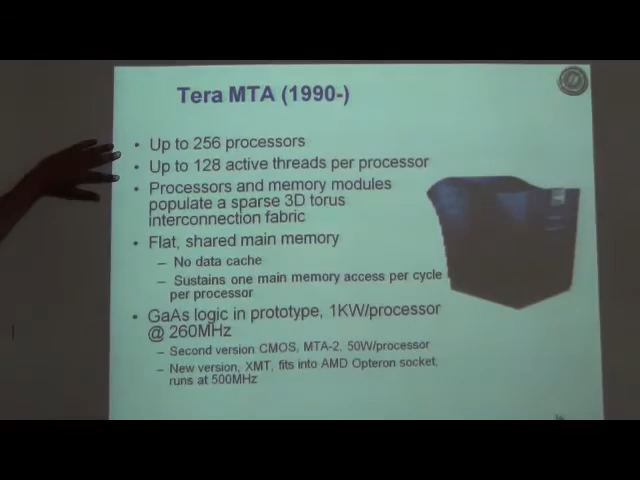 Tera MTA (1990-)
• Up to 256 processors
• Up to 128 active threads per processor
• Processors and memory modules
populate a sparse 3D torus
interconnection fabric
• Flat, shared main memory
– No data cache
– Sustains one main memory access per cycle
per processor
• GaAs logic in prototype, 1KW/processor
@ 260MHz
– Second version CMOS, MTA-2, 50W/processor
– New version, XMT, fits into AMD Opteron socket,
runs at 500MHz